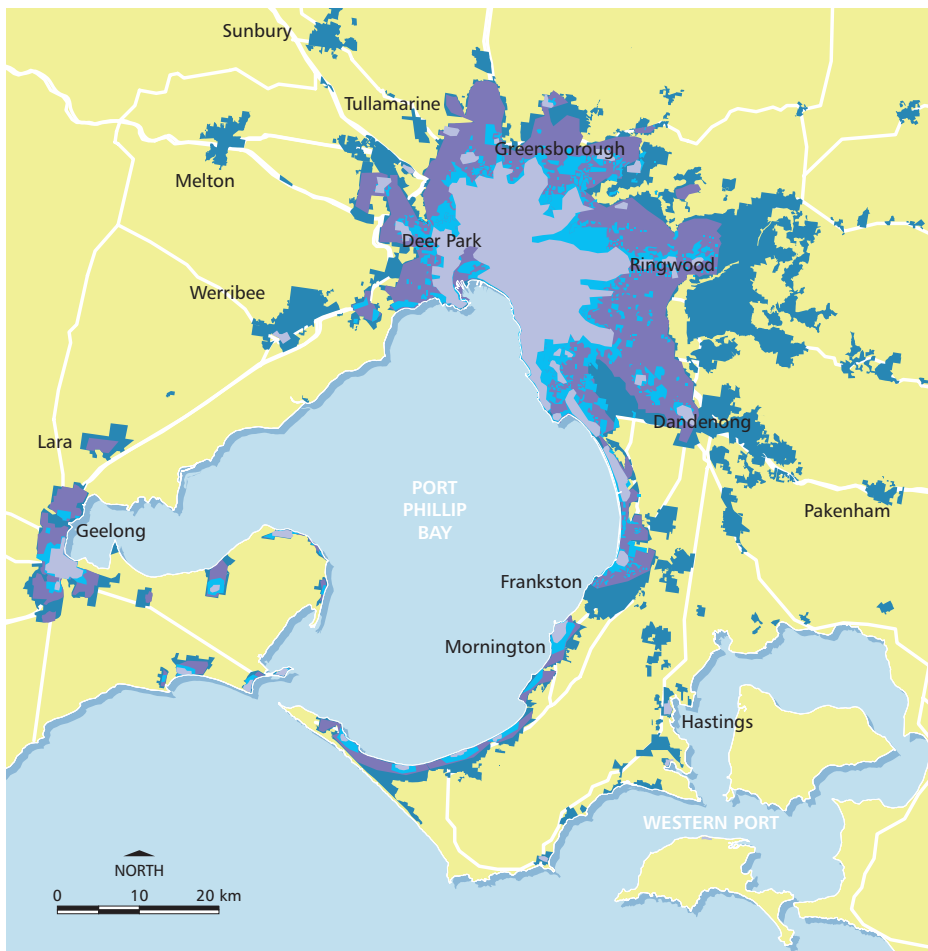 Sunbury
Tullamarine
Greensborough
Melton
Deer Park
Ringwood
Werribee
Dandenong
Lara
PORT
PHILLIP
BAY
Pakenham
Geelong
Frankston
Mornington
Hastings
WESTERN PORT
NORTH
0 10 20 km